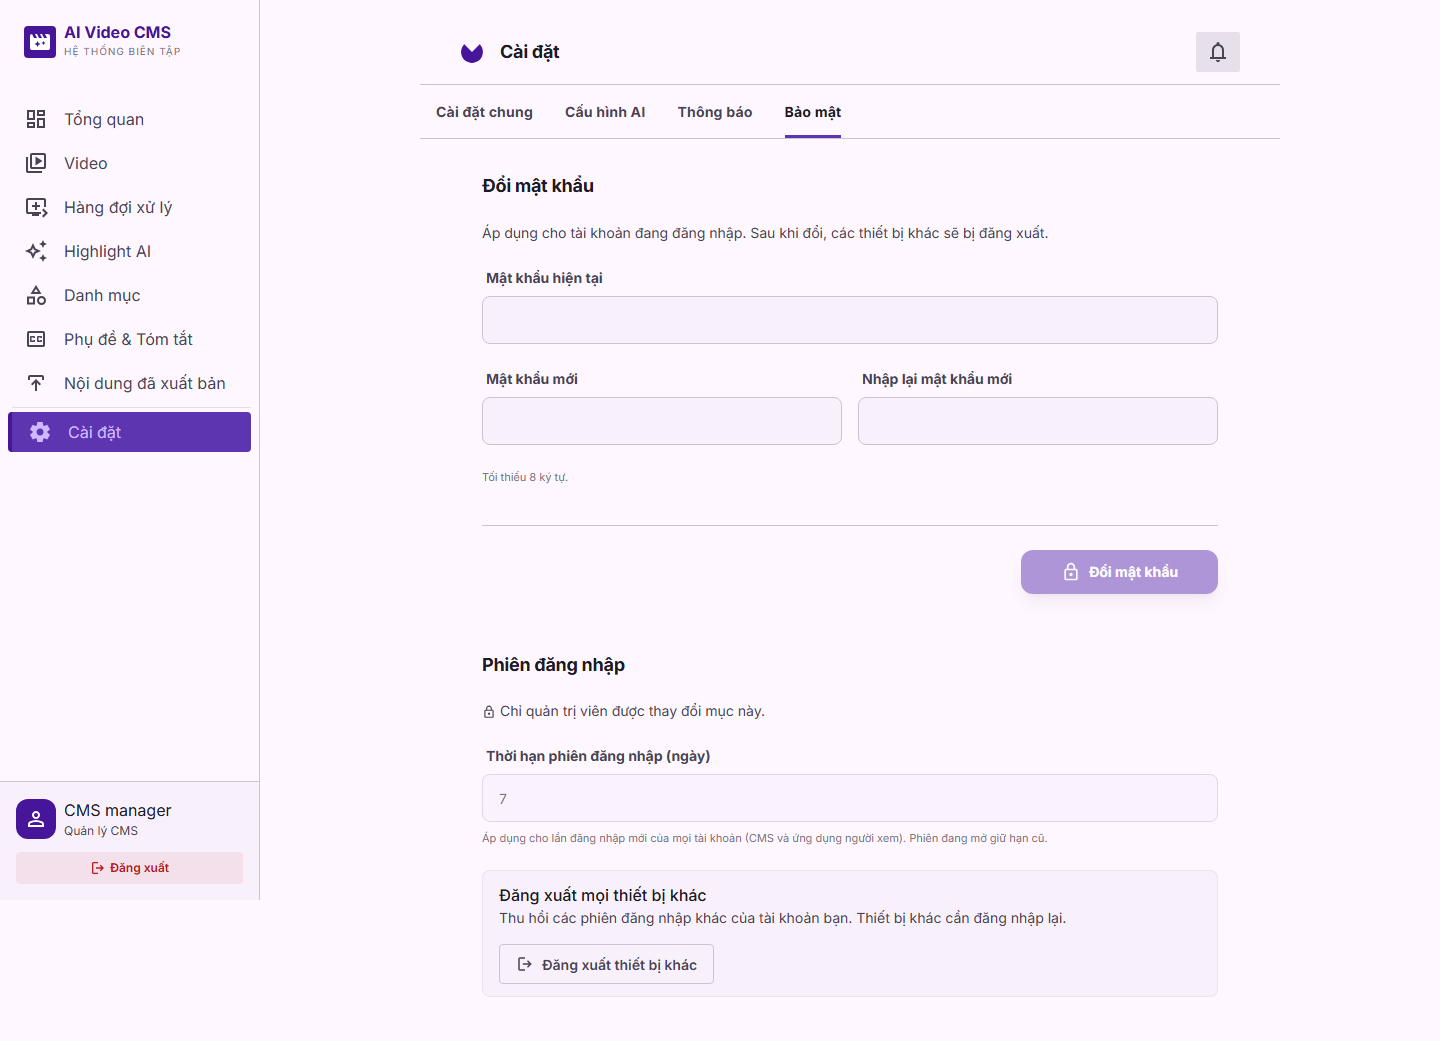 AI Video CMS
HỆ THỐNG BIÊN TẬP
Tổng quan
Video
Hàng đợi xử lý
Highlight AI
Danh mục
Phụ đề & Tóm tắt
Nội dung đã xuất bản
Cài đặt
CMS manager
Quản lý CMS
Đăng xuất
Cài đặt
Cài đặt chung
Cấu hình AI
Thông báo
Bảo mật
Đổi mật khẩu
Áp dụng cho tài khoản đang đăng nhập. Sau khi đổi, các thiết bị khác sẽ bị đăng xuất.
Mật khẩu hiện tại
Mật khẩu mới
Nhập lại mật khẩu mới
Tối thiểu 8 ký tự.
Đổi mật khẩu
Phiên đăng nhập
Chỉ quản trị viên được thay đổi mục này.
Thời hạn phiên đăng nhập (ngày)
7
Áp dụng cho lần đăng nhập mới của mọi tài khoản (CMS và ứng dụng người xem). Phiên đang mở giữ hạn cũ.
Đăng xuất mọi thiết bị khác
Thu hồi các phiên đăng nhập khác của tài khoản bạn. Thiết bị khác cần đăng nhập lại.
Đăng xuất thiết bị khác